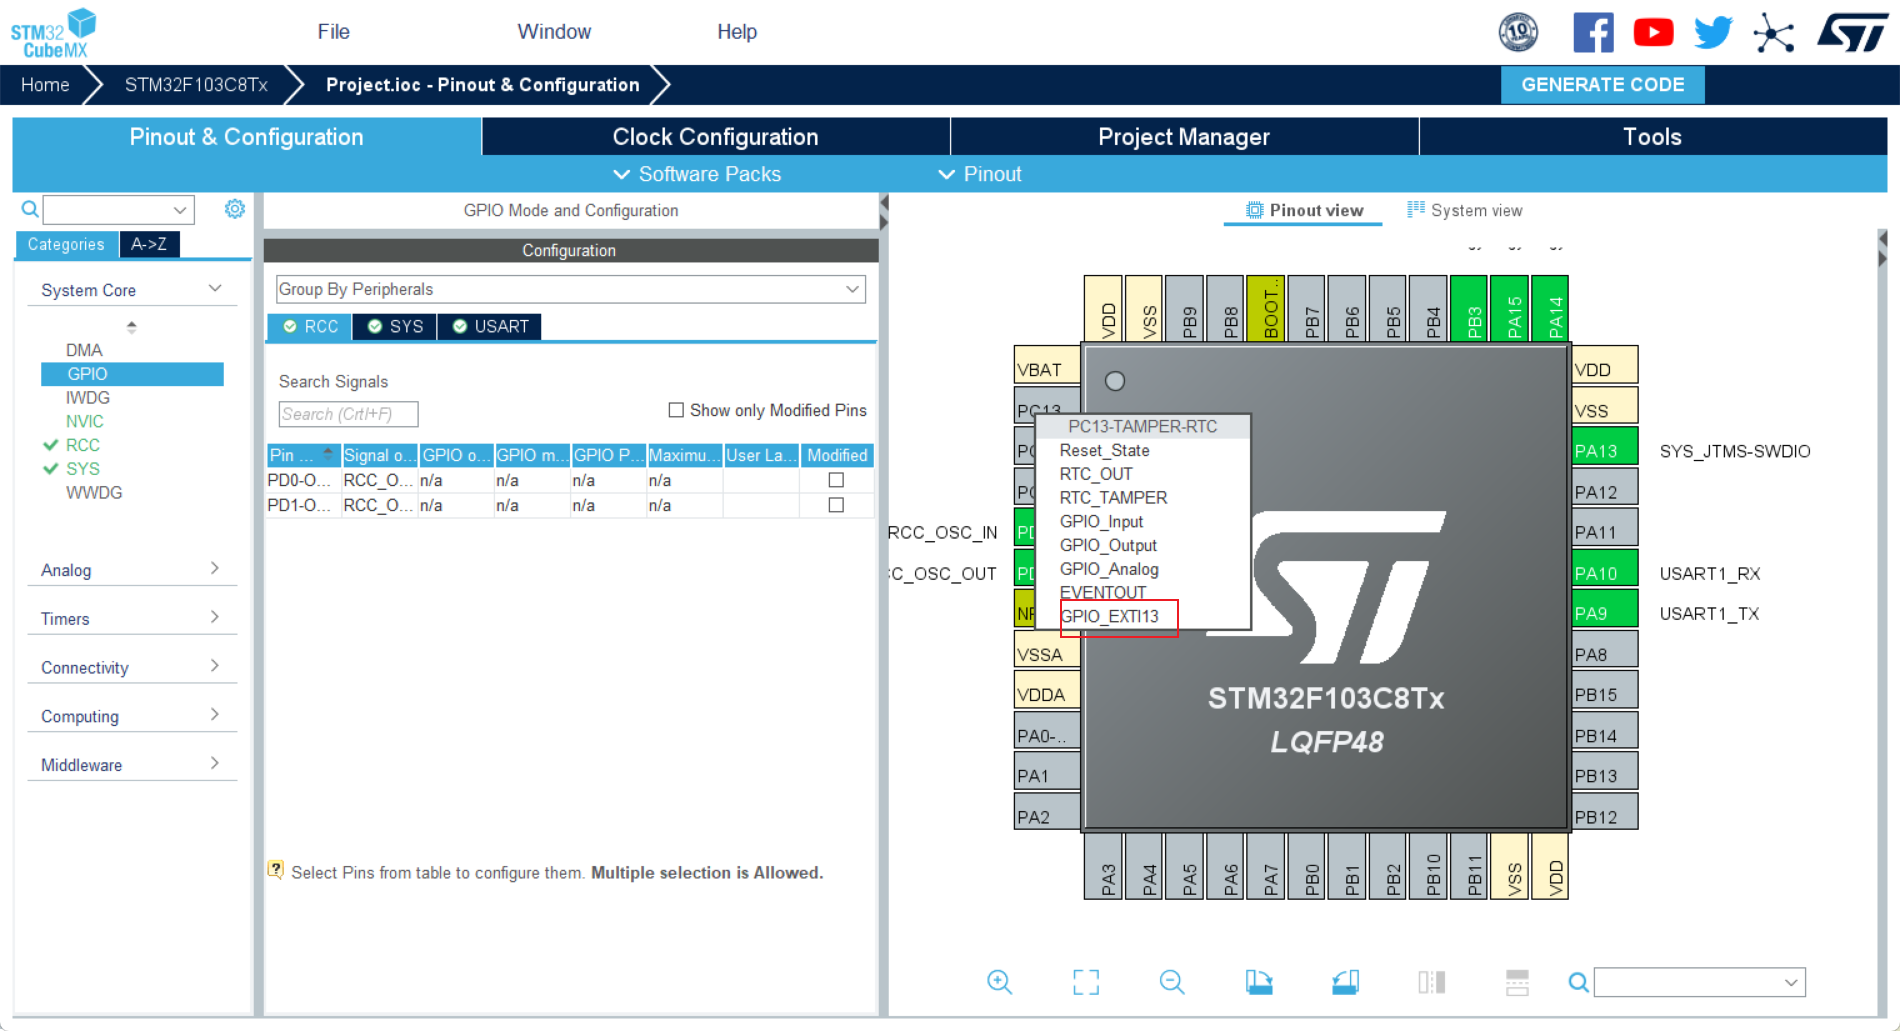 STM32
CubeMX
File
Window
Help
10
Home
STM32F103C8Tx
Project.ioc - Pinout & Configuration
GENERATE CODE
Pinout & Configuration
Clock Configuration
Project Manager
Tools
Software Packs
Pinout
GPIO Mode and Configuration
Pinout view
System view
Categories
A->Z
Configuration
System Core
Group By Peripherals
RCC
SYS
USART
DMA
GPIO
IWDG
NVIC
RCC
SYS
WWDG
Analog
Timers
Connectivity
Computing
Middleware
Search Signals
Search (Crtl+F)
Show only Modified Pins
Pin ...
Signal o...
GPIO o...
GPIO m...
GPIO P...
Maximu...
User La...
Modified
PD0-O...
RCC_O...
n/a
n/a
n/a
n/a
PD1-O...
RCC_O...
n/a
n/a
n/a
n/a
Select Pins from table to configure them. Multiple selection is Allowed.
VDD
VSS
PB9
PB8
BOOT..
PB7
PB6
PB5
PB4
PB3
PA15
PA14
VBAT
PC13
VDD
VSS
PA13
SYS_JTMS-SWDIO
PA12
PA11
PA10
USART1_RX
PA9
USART1_TX
PA8
PB15
PB14
PB13
PB12
PC13-TAMPER-RTC
Reset_State
RTC_OUT
RTC_TAMPER
GPIO_Input
GPIO_Output
GPIO_Analog
EVENTOUT
GPIO_EXTI13
RCC_OSC_IN
C_OSC_OUT
VSSA
VDDA
PA0-..
PA1
PA2
STM32F103C8Tx
LQFP48
PA3
PA4
PA5
PA6
PA7
PB0
PB1
PB2
PB10
PB11
VSS
VDD